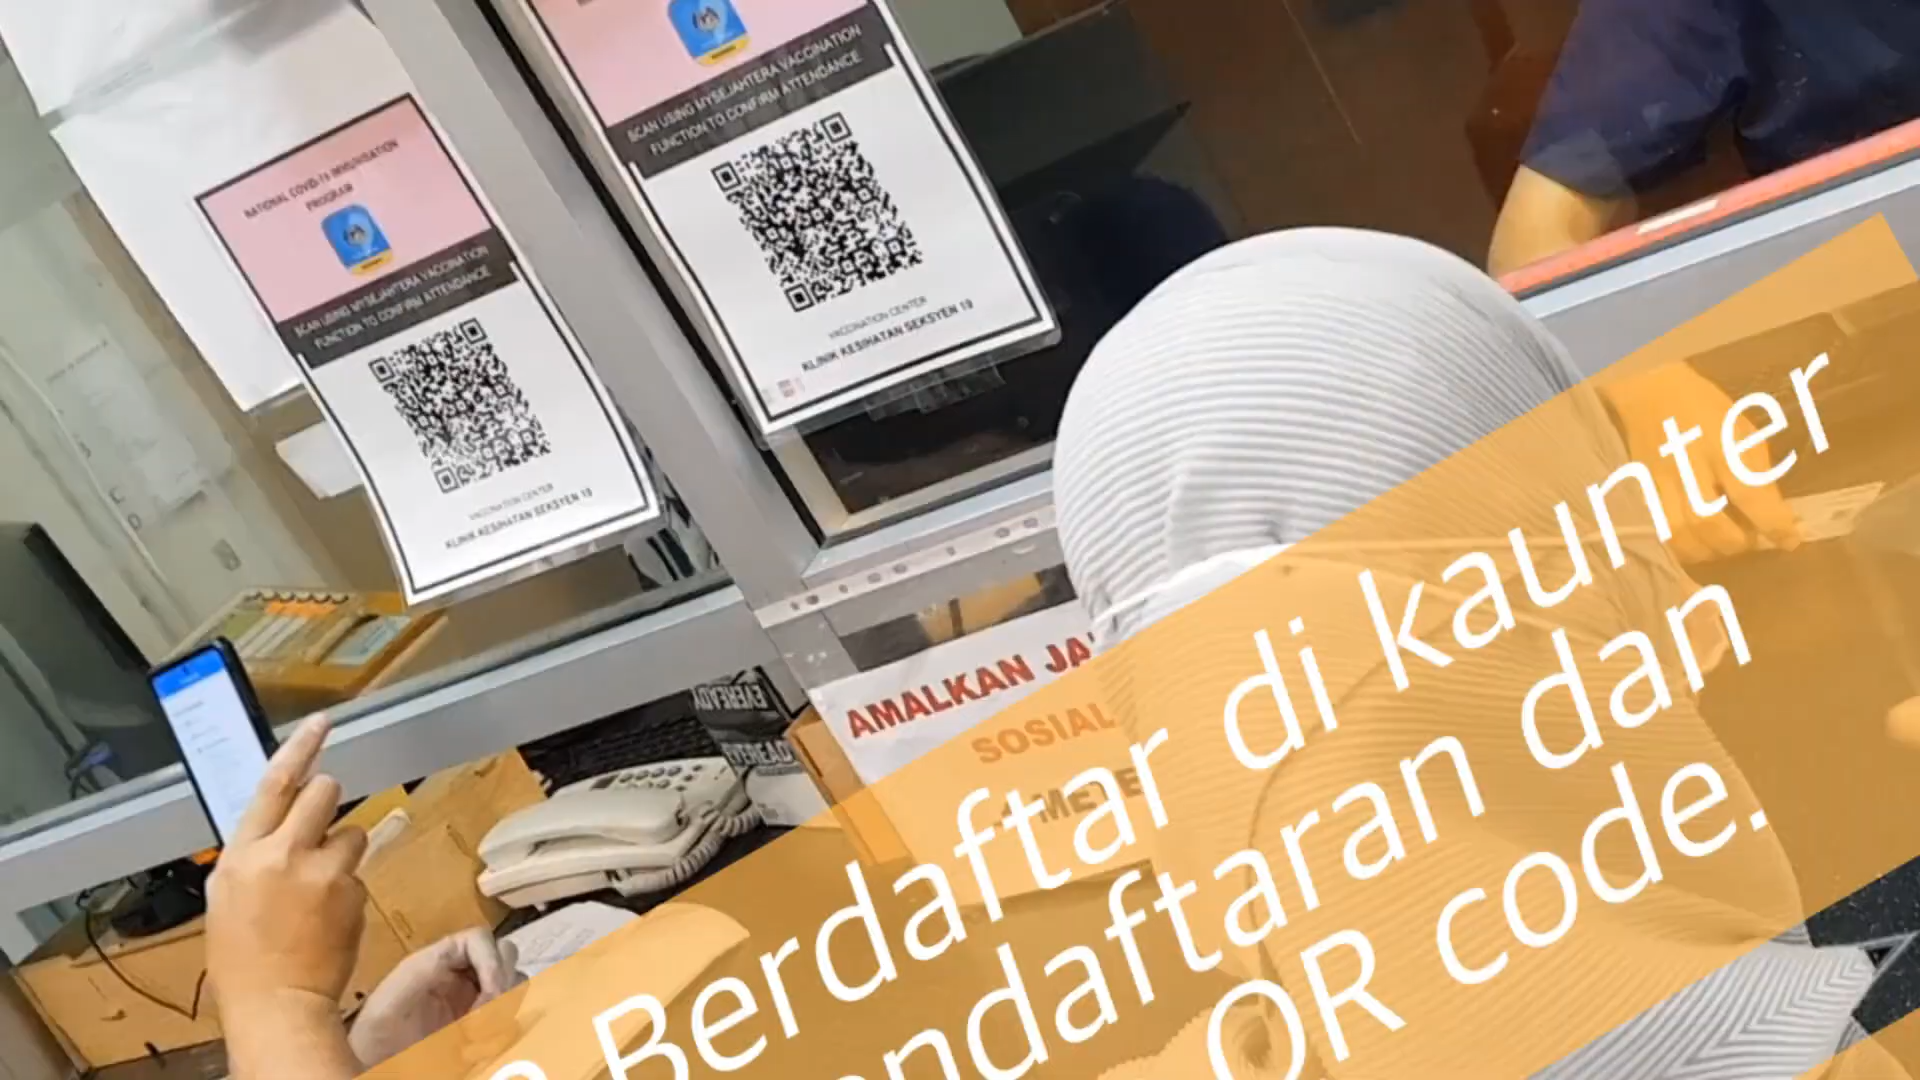 SCAN USING MYSEJAHTERA VACCINATION
FUNCTION TO CONFIRM ATTENDANCE
VACCINATION CENTER
KLINIK KESIHATAN SEKSYEN 19
NATIONAL COVID-19 IMMUNISATION
PROGRAM
SCAN USING MYSEJAHTERA VACCINATION
FUNCTION TO CONFIRM ATTENDANCE
VACCINATION CENTER
KLINIK KESIHATAN SEKSYEN 19
EVEREADY
EVEREADY
AMALKAN
SOSIAL
Berdaftar di kaunter
dan
QR code.